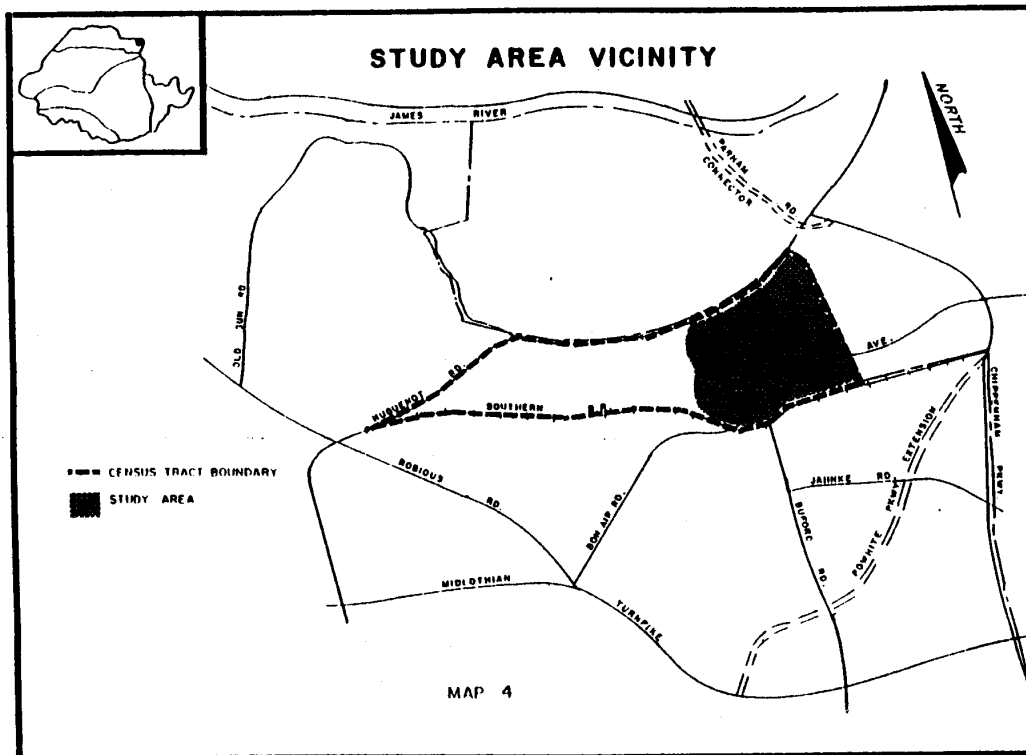 STUDY AREA VICINITY
NORTH
JAMES RIVER
PARHAM RD.
CONNECTOR
OLD GUN RD.
AVE.
HUGUENOT RD.
SOUTHERN
CHIPPENHAM PKWY.
CENSUS TRACT BOUNDARY
STUDY AREA
ROBIOUS RD.
BON AIR RD.
JAHNKE RD.
BUFORD RD.
POWHITE PKWY EXTENSION
MIDLOTHIAN TURNPIKE
MAP 4